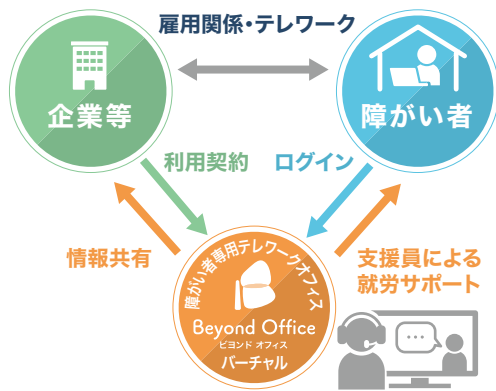 雇用関係・テレワーク
企業等
障がい者
利用契約
ログイン
情報共有
支援員による
就労サポート
障がい者専用テレワークオフィス
Beyond Office
ビヨンド オフィス
バーチャル